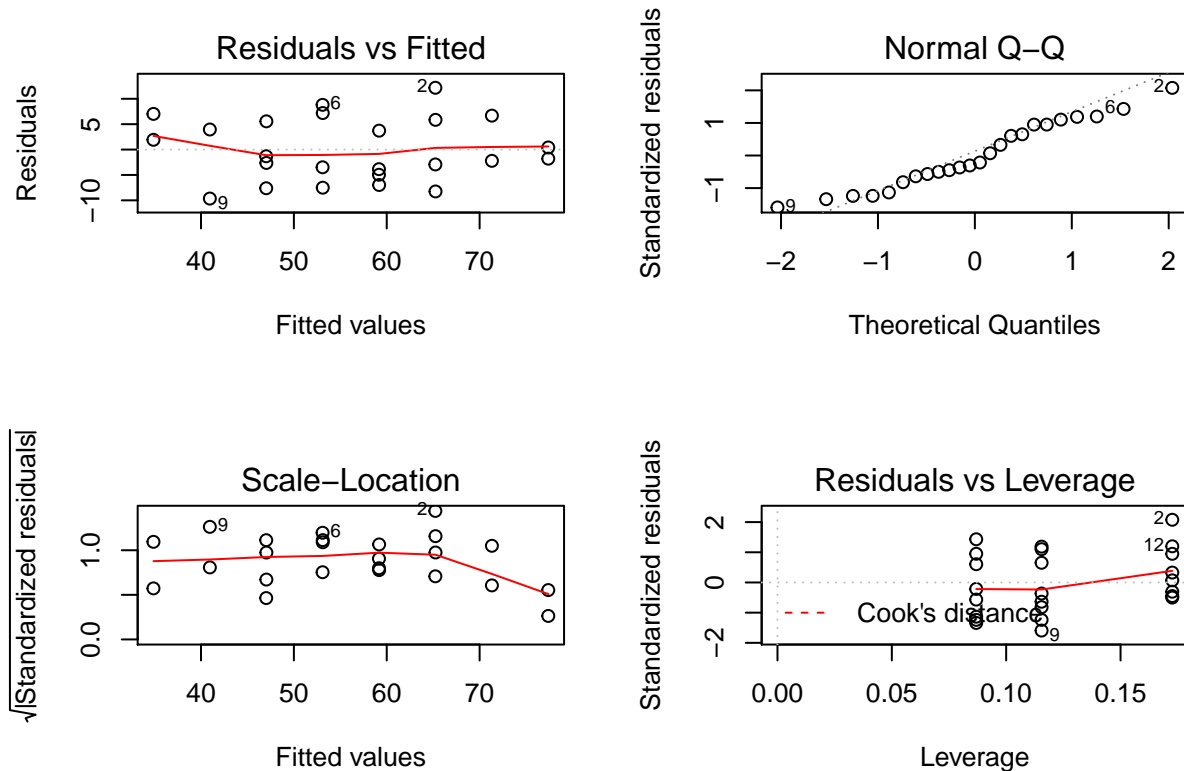 Residuals vs Fitted
Residuals
5
−10
2
6
9
40 50 60 70
Fitted values
Normal Q−Q
Standardized residuals
1
−1
2
6
9
−2 −1 0 1 2
Theoretical Quantiles
Scale−Location
√|Standardized residuals|
1.0
0.0
2
9
6
40 50 60 70
Fitted values
Residuals vs Leverage
Standardized residuals
2
0
−2
2
12
9
Cook's distance
0.00 0.05 0.10 0.15
Leverage